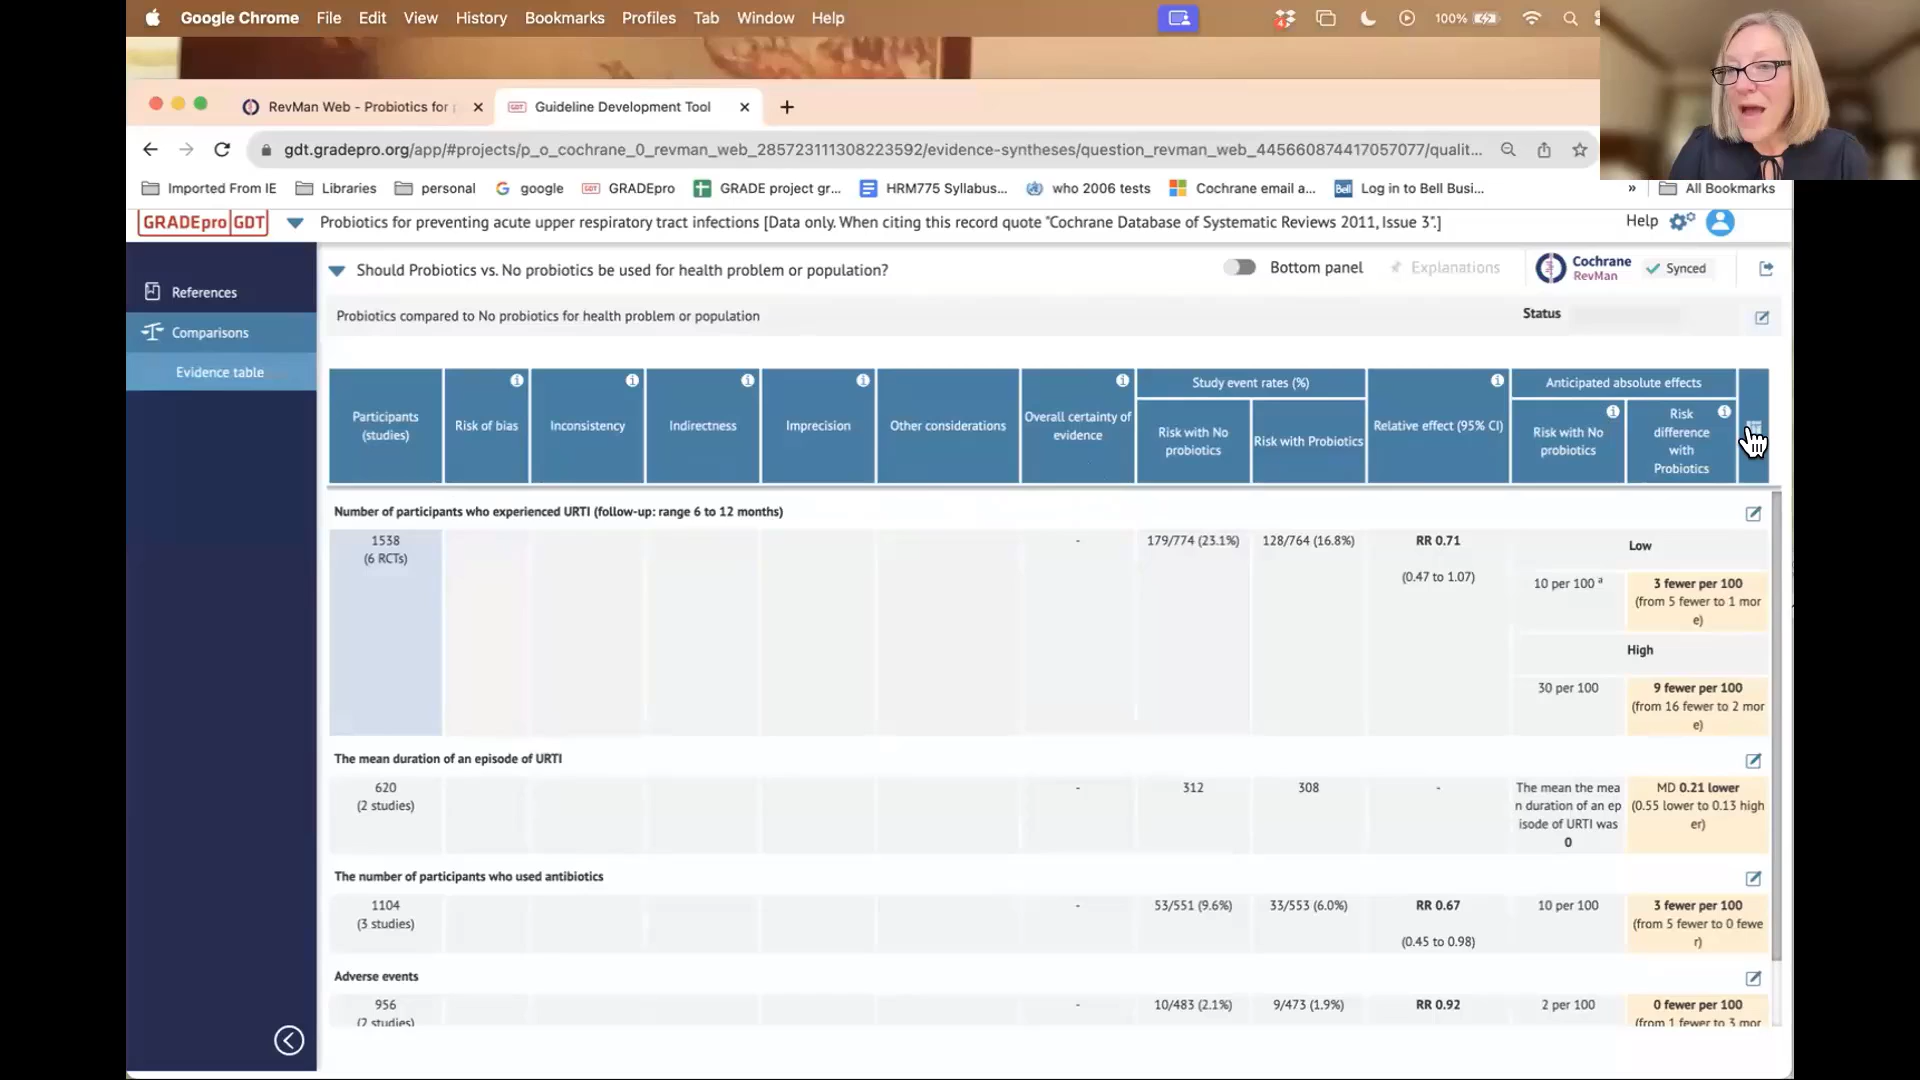 Google Chrome File Edit View History Bookmarks Profiles Tab Window Help
4
100%
RevMan Web - Probiotics for
Guideline Development Tool
gdt.gradepro.org/app/#projects/p_o_cochrane_0_revman_web_285723111308223592/evidence-syntheses/question_revman_web_445660874417057077/qualit...
Imported From IE Libraries personal google GRADEpro GRADE project gr... HRM775 Syllabus... who 2006 tests Cochrane email a... Log in to Bell Busi... » All Bookmarks
GRADEpro|GDT Probiotics for preventing acute upper respiratory tract infections [Data only. When citing this record quote "Cochrane Database of Systematic Reviews 2011, Issue 3".] Help
References
Comparisons
Evidence table
Should Probiotics vs. No probiotics be used for health problem or population?
Bottom panel
Explanations
Cochrane
RevMan
Synced
Probiotics compared to No probiotics for health problem or population
Status
Participants
(studies)
Risk of bias
Inconsistency
Indirectness
Imprecision
Other considerations
Overall certainty of
evidence
Study event rates (%)
Risk with No
probiotics
Risk with Probiotics
Relative effect (95% CI)
Anticipated absolute effects
Risk with No
probiotics
Risk
difference
with
Probiotics
Number of participants who experienced URTI (follow-up: range 6 to 12 months)
1538
(6 RCTs)
-
179/774 (23.1%)
128/764 (16.8%)
RR 0.71
(0.47 to 1.07)
Low
10 per 100 a
3 fewer per 100
(from 5 fewer to 1 mor
e)
High
30 per 100
9 fewer per 100
(from 16 fewer to 2 mor
e)
The mean duration of an episode of URTI
620
(2 studies)
-
312
308
-
The mean the mea
n duration of an ep
isode of URTI was
0
MD 0.21 lower
(0.55 lower to 0.13 high
er)
The number of participants who used antibiotics
1104
(3 studies)
-
53/551 (9.6%)
33/553 (6.0%)
RR 0.67
(0.45 to 0.98)
10 per 100
3 fewer per 100
(from 5 fewer to 0 fewe
r)
Adverse events
956
(2 studies)
-
10/483 (2.1%)
9/473 (1.9%)
RR 0.92
2 per 100
0 fewer per 100
(from 1 fewer to 3 mor